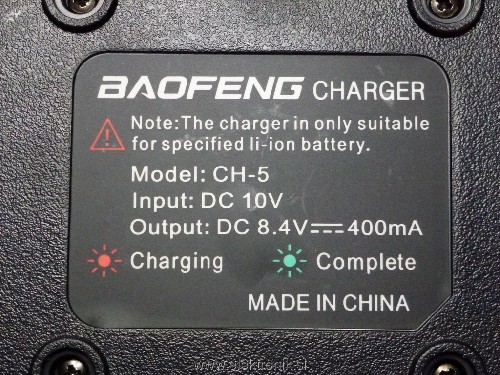 BAOFENG CHARGER
Note:The charger in only suitable
for specified li-ion battery.
Model: CH-5
Input: DC 10V
Output: DC 8.4V⎓400mA
Charging Complete
MADE IN CHINA